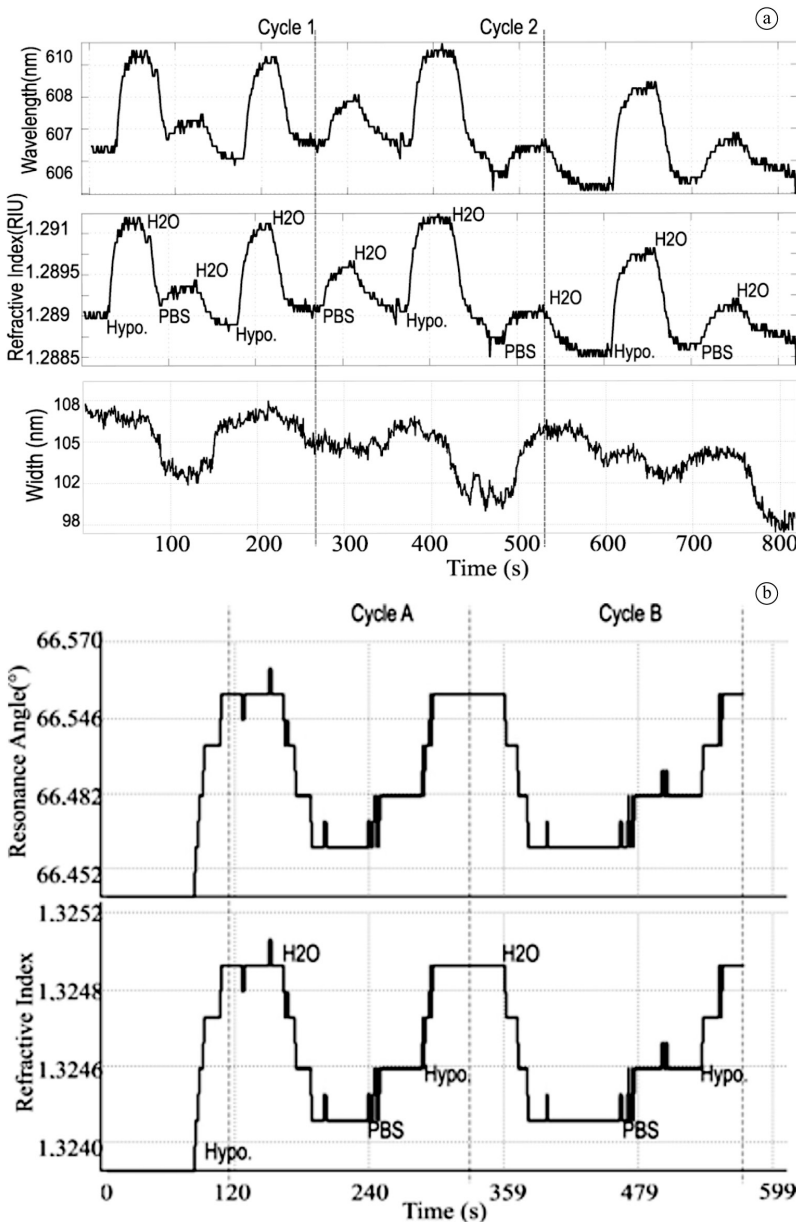 a
Cycle 1
Cycle 2
Wavelength(nm)
610
608
607
606
Refractive Index(RIU)
1.291
1.2895
1.289
1.2885
H2O
H2O
H2O
H2O
H2O
H2O
H2O
H2O
Hypo.
PBS
Hypo.
PBS
Hypo.
PBS
Hypo.
PBS
Width (nm)
108
105
102
98
100
200
300
400
500
600
700
800
Time (s)
b
Cycle A
Cycle B
Resonance Angle(°)
66.570
66.546
66.482
66.452
Refractive Index
1.3252
1.3248
1.3246
1.3240
H2O
H2O
Hypo.
PBS
Hypo.
PBS
Hypo.
0
120
240
359
479
599
Time (s)